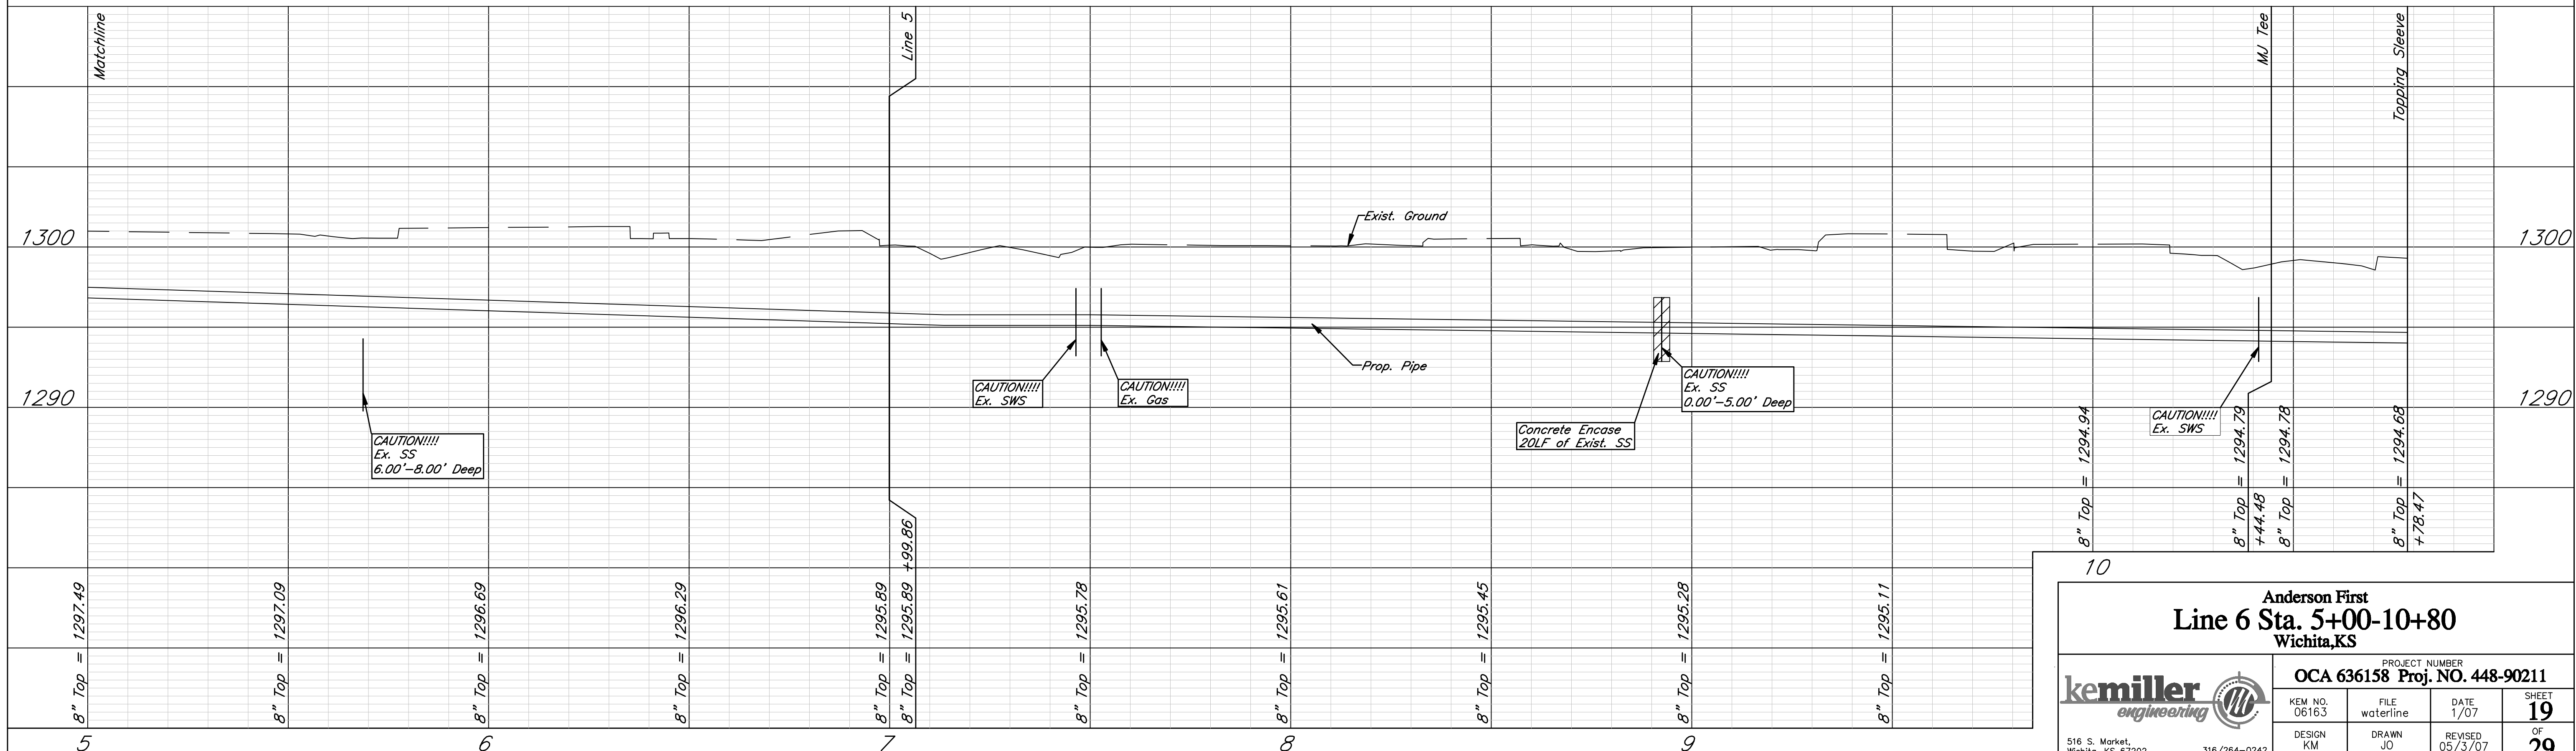 Matchline
Line 5
MJ Tee
Topping Sleeve
1300
Exist. Ground
1300
Prop. Pipe
1290
CAUTION!!!!
Ex. SS
6.00'-8.00' Deep
CAUTION!!!!
Ex. SWS
CAUTION!!!!
Ex. Gas
Concrete Encase
20LF of Exist. SS
CAUTION!!!!
Ex. SS
0.00'-5.00' Deep
CAUTION!!!!
Ex. SWS
1290
8" Top = 1297.49
8" Top = 1297.09
8" Top = 1296.69
8" Top = 1296.29
8" Top = 1295.89
8" Top = 1295.89 +99.86
8" Top = 1295.78
8" Top = 1295.61
8" Top = 1295.45
8" Top = 1295.28
8" Top = 1295.11
8" Top = 1294.94
8" Top = 1294.79
+44.48
8" Top = 1294.78
8" Top = 1294.68
+78.47
5
6
7
8
9
10
Anderson First
Line 6 Sta. 5+00-10+80
Wichita,KS
PROJECT NUMBER
OCA 636158 Proj. NO. 448-90211
kemiller
engineering
KEM NO.
06163
FILE
waterline
DATE
1/07
SHEET
19
DESIGN
KM
DRAWN
JO
REVISED
05/3/07
OF
29
516 S. Market,
Wichita, KS 67202
316/264-0242